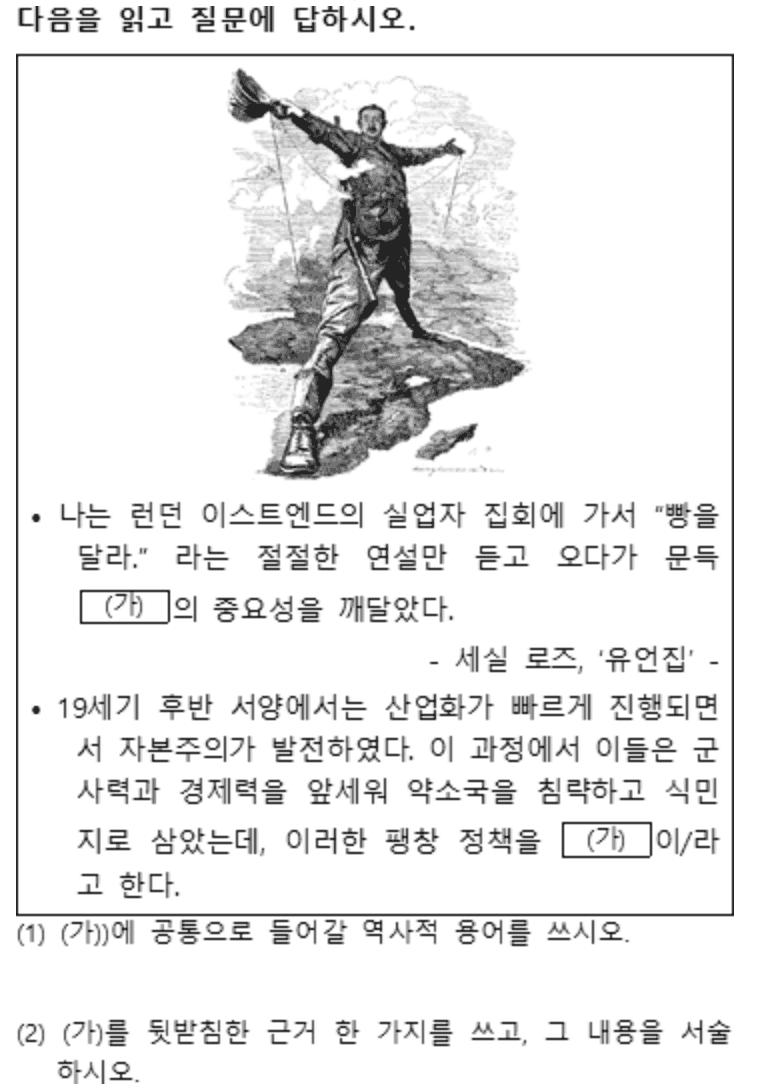 다음을 읽고 질문에 답하시오.
• 나는 런던 이스트엔드의 실업자 집회에 가서 "빵을
달라." 라는 절절한 연설만 듣고 오다가 문득
(가) 의 중요성을 깨달았다.
- 세실 로즈, '유언집' -
• 19세기 후반 서양에서는 산업화가 빠르게 진행되면
서 자본주의가 발전하였다. 이 과정에서 이들은 군
사력과 경제력을 앞세워 약소국을 침략하고 식민
지로 삼았는데, 이러한 팽창 정책을 (가) 이/라
고 한다.
(1) (가))에 공통으로 들어갈 역사적 용어를 쓰시오.
(2) (가)를 뒷받침한 근거 한 가지를 쓰고, 그 내용을 서술
하시오.